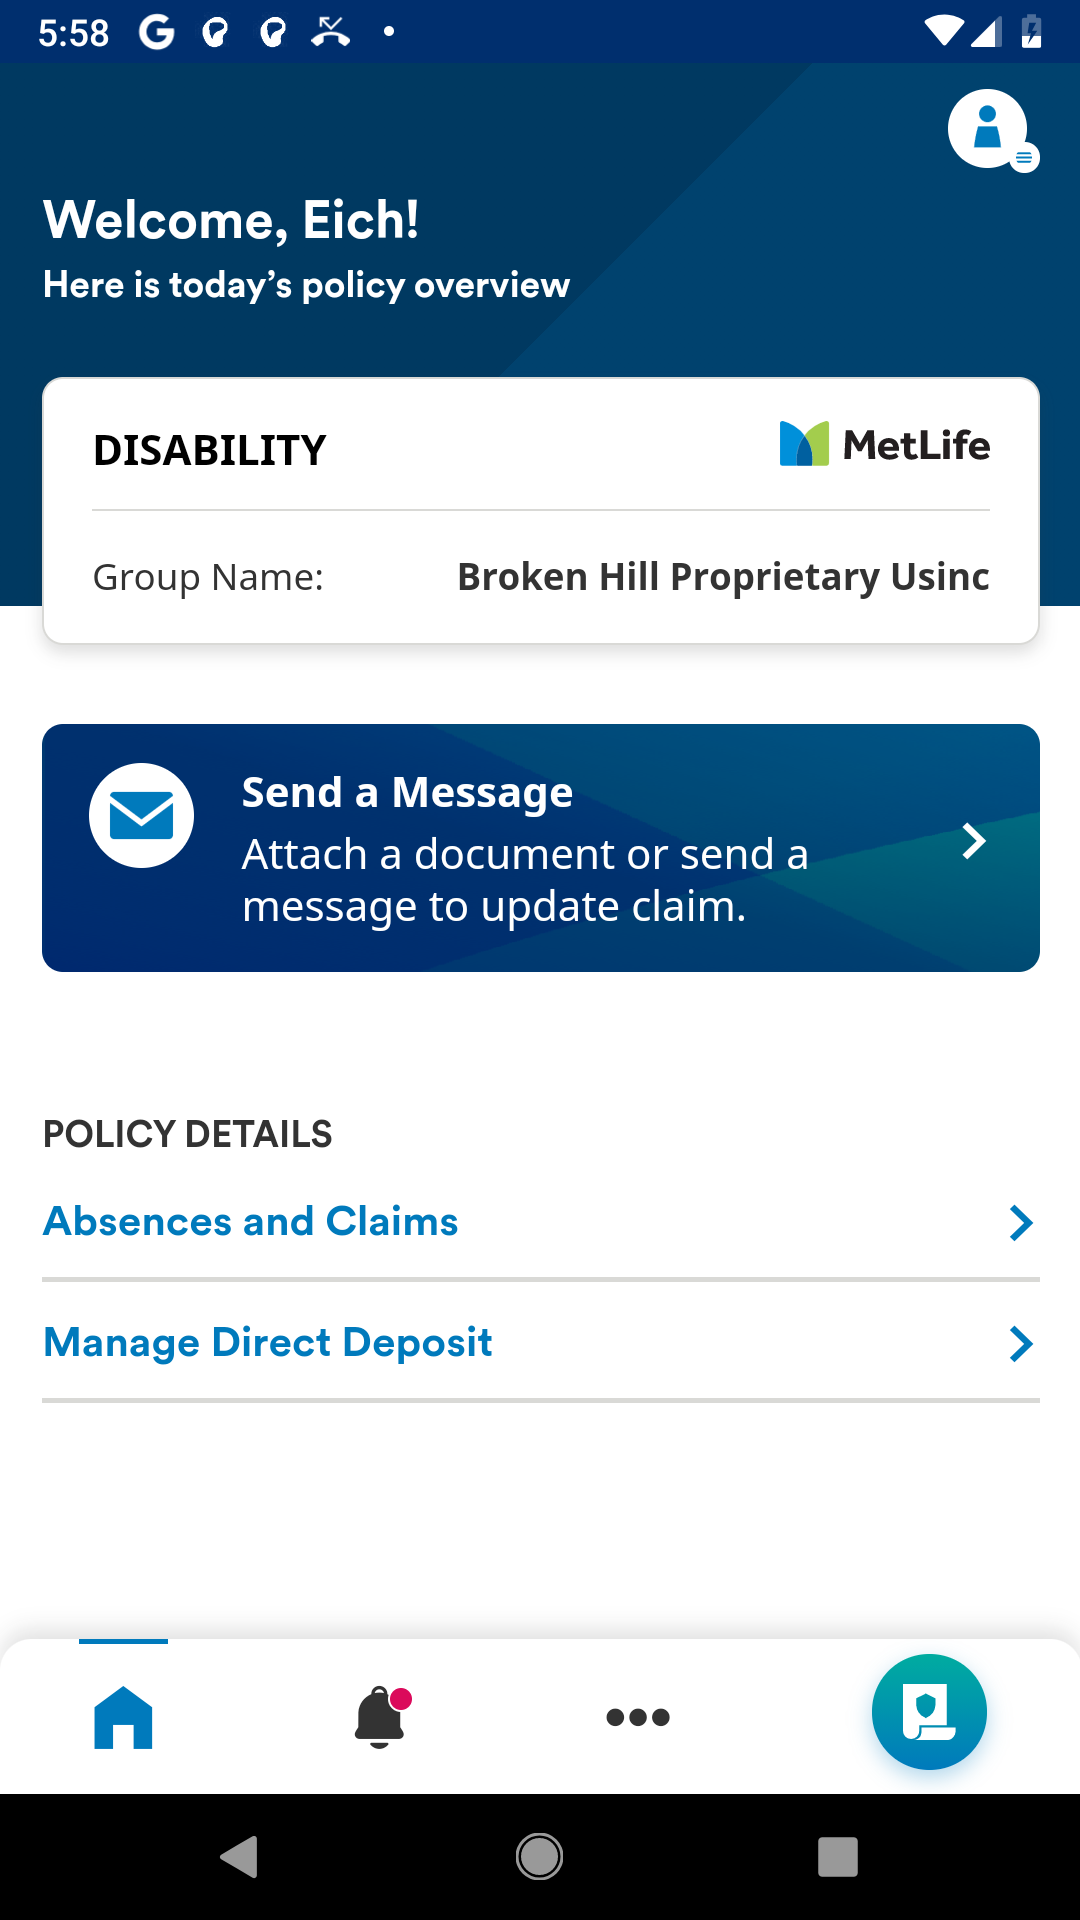 5:58
Welcome, Eich!
Here is today’s policy overview
DISABILITY
MetLife
Group Name:
Broken Hill Proprietary Usinc
Send a Message
Attach a document or send a
message to update claim.
POLICY DETAILS
Absences and Claims
Manage Direct Deposit